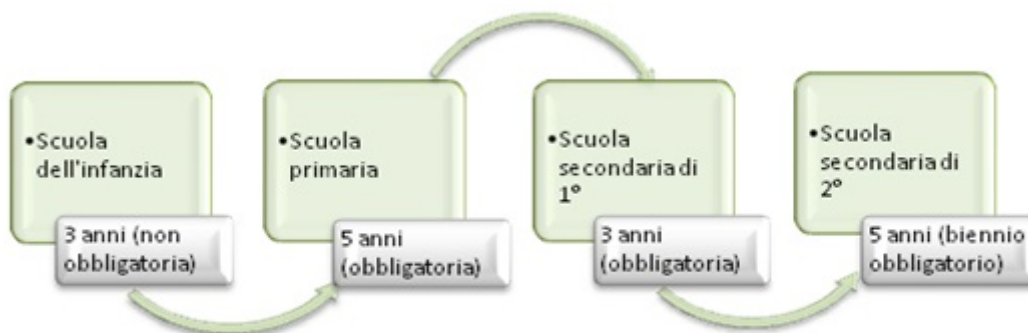 •Scuola
dell'infanzia
3 anni (non
obbligatoria)
•Scuola
primaria
5 anni
(obbligatoria)
•Scuola
secondaria di
1°
3 anni
(obbligatoria)
•Scuola
secondaria di
2°
5 anni (biennio
obbligatorio)